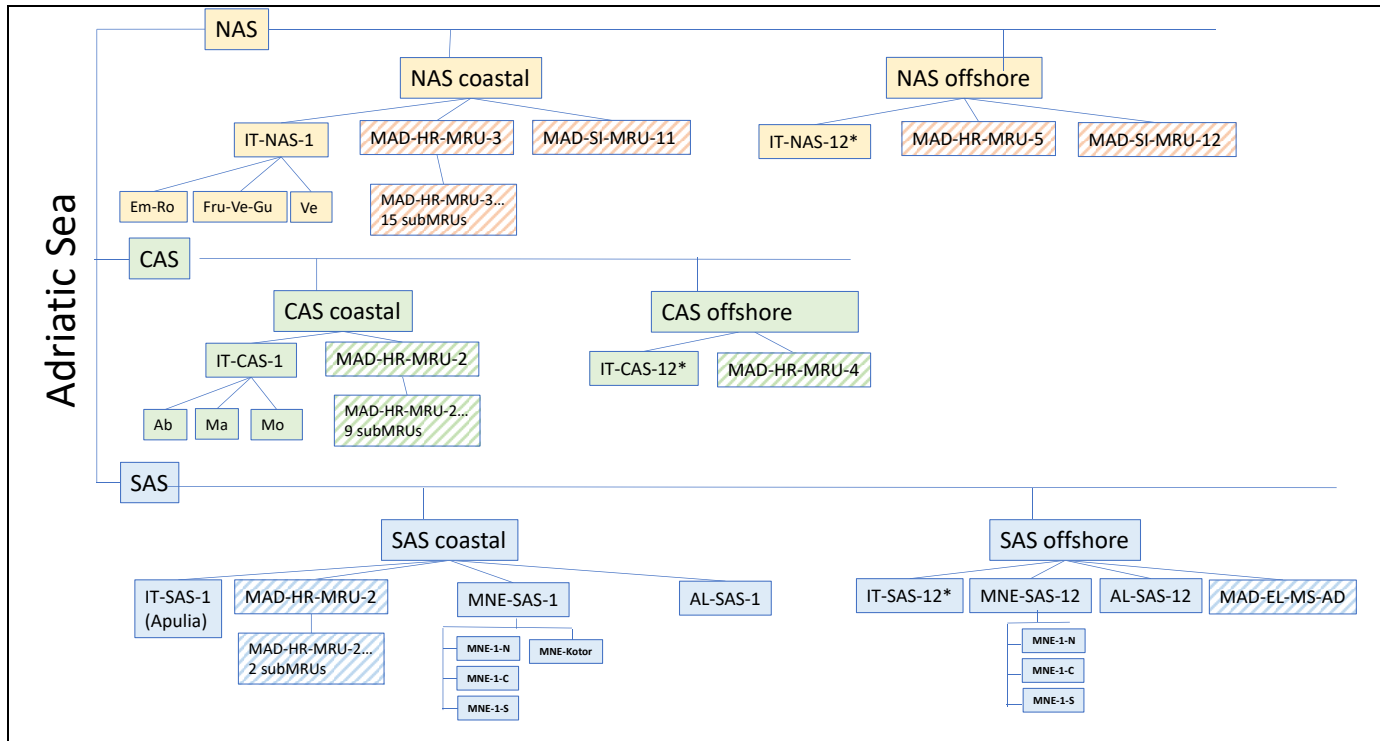 Adriatic Sea
NAS
NAS coastal
NAS offshore
IT-NAS-1
MAD-HR-MRU-3
MAD-SI-MRU-11
IT-NAS-12*
MAD-HR-MRU-5
MAD-SI-MRU-12
Em-Ro
Fru-Ve-Gu
Ve
MAD-HR-MRU-3...
15 subMRUs
CAS
CAS coastal
CAS offshore
IT-CAS-1
MAD-HR-MRU-2
IT-CAS-12*
MAD-HR-MRU-4
Ab
Ma
Mo
MAD-HR-MRU-2...
9 subMRUs
SAS
SAS coastal
SAS offshore
IT-SAS-1
(Apulia)
MAD-HR-MRU-2
MNE-SAS-1
AL-SAS-1
IT-SAS-12*
MNE-SAS-12
AL-SAS-12
MAD-EL-MS-AD
MAD-HR-MRU-2...
2 subMRUs
MNE-1-N
MNE-Kotor
MNE-1-C
MNE-1-S
MNE-1-N
MNE-1-C
MNE-1-S